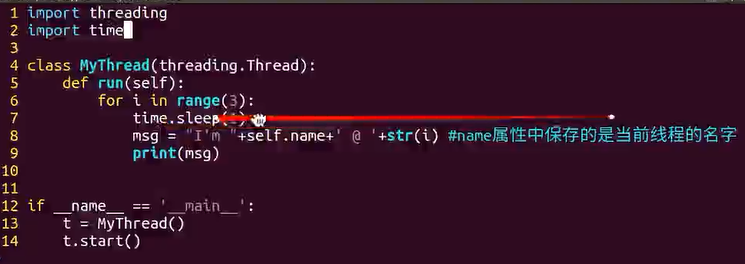 1 import threading
2 import time
3
4 class MyThread(threading.Thread):
5     def run(self):
6         for i in range(3):
7             time.sleep(1)
8             msg = "I'm "+self.name+' @ '+str(i) #name属性中保存的是当前线程的名字
9             print(msg)
10
11
12 if __name__ == '__main__':
13     t = MyThread()
14     t.start()